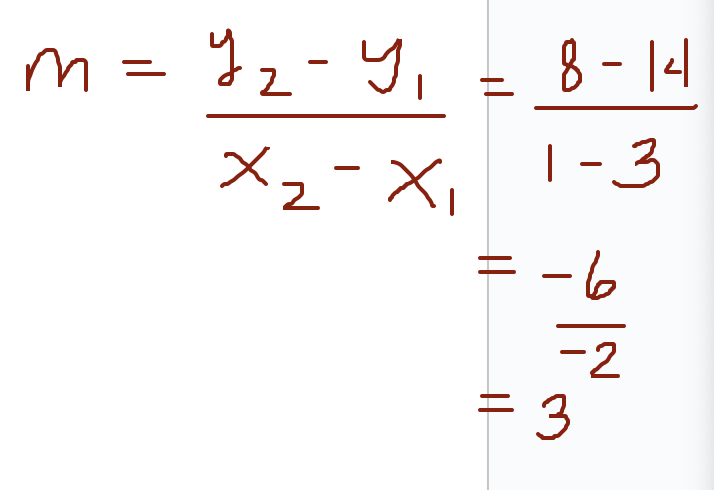 m = y₂ - y₁ / x₂ - x₁ = 8 - 14 / 1 - 3
= -6 / -2
= 3